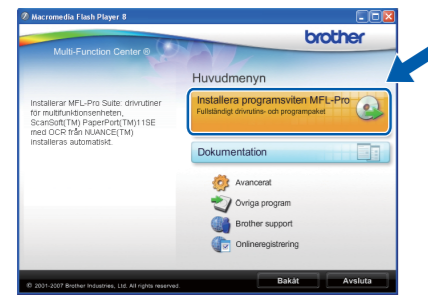 Macromedia Flash Player 8
brother
Multi-Function Center ®
Huvudmenyn
Installerar MFL-Pro Suite: drivrutiner
för multifunktionsenheten,
ScanSoft(TM) PaperPort(TM)11SE
med OCR från NUANCE(TM)
installeras automatiskt.
Installera programsviten MFL-Pro
Fullständigt drivrutins- och programpaket
Dokumentation
Avancerat
Övriga program
Brother support
Onlineregistrering
© 2001-2007 Brother Industries, Ltd. All rights reserved.
Bakåt
Avsluta